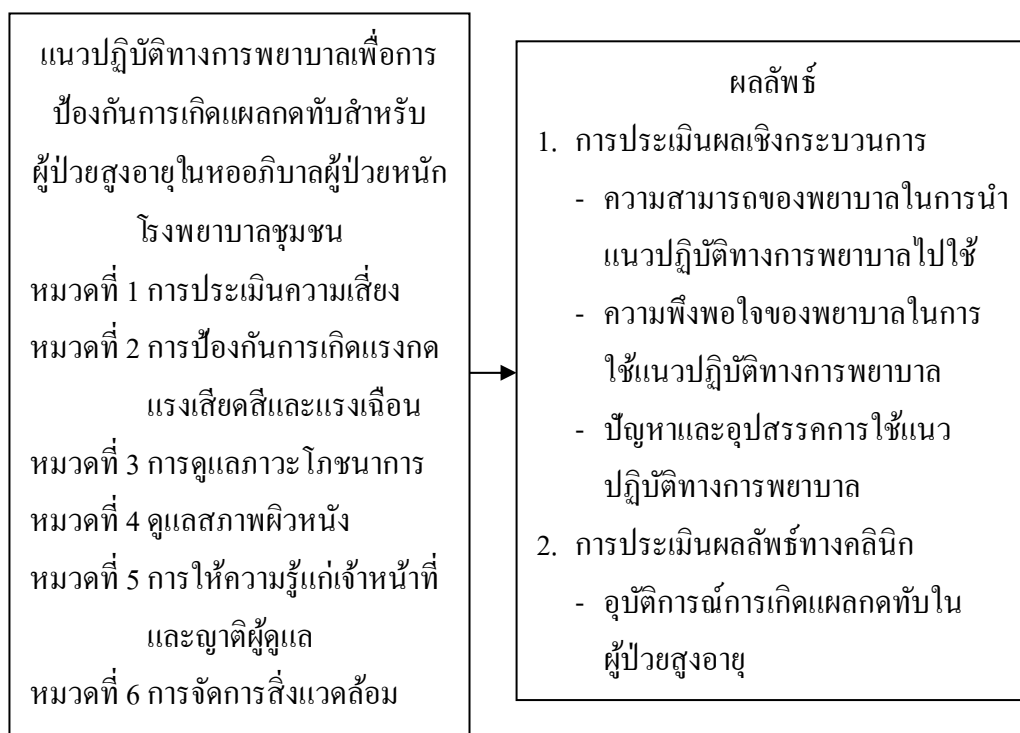 แนวปฏิบัติทางการพยาบาลเพื่อการ
ป้องกันการเกิดแผลกดทับสำหรับ
ผู้ป่วยสูงอายุในหออภิบาลผู้ป่วยหนัก
โรงพยาบาลชุมชน
หมวดที่ 1 การประเมินความเสี่ยง
หมวดที่ 2 การป้องกันการเกิดแรงกด
แรงเสียดสีและแรงเฉือน
หมวดที่ 3 การดูแลภาวะโภชนาการ
หมวดที่ 4 ดูแลสภาพผิวหนัง
หมวดที่ 5 การให้ความรู้แก่เจ้าหน้าที่
และญาติผู้ดูแล
หมวดที่ 6 การจัดการสิ่งแวดล้อม
ผลลัพธ์
1. การประเมินผลเชิงกระบวนการ
- ความสามารถของพยาบาลในการนำ
แนวปฏิบัติทางการพยาบาลไปใช้
- ความพึงพอใจของพยาบาลในการ
ใช้แนวปฏิบัติทางการพยาบาล
- ปัญหาและอุปสรรคการใช้แนว
ปฏิบัติทางการพยาบาล
2. การประเมินผลลัพธ์ทางคลินิก
- อุบัติการณ์การเกิดแผลกดทับใน
ผู้ป่วยสูงอายุ